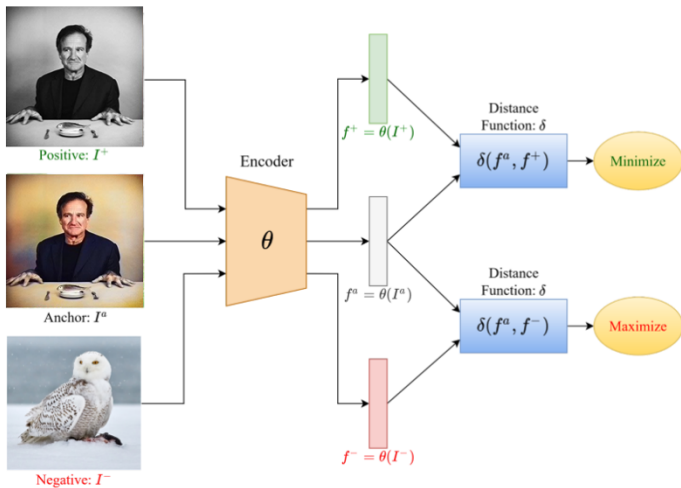 Positive: I⁺
Encoder
θ
Anchor: Iᵃ
Negative: I⁻
f⁺ = θ(I⁺)
fᵃ = θ(Iᵃ)
f⁻ = θ(I⁻)
Distance
Function: δ
δ(fᵃ, f⁺)
Minimize
Distance
Function: δ
δ(fᵃ, f⁻)
Maximize